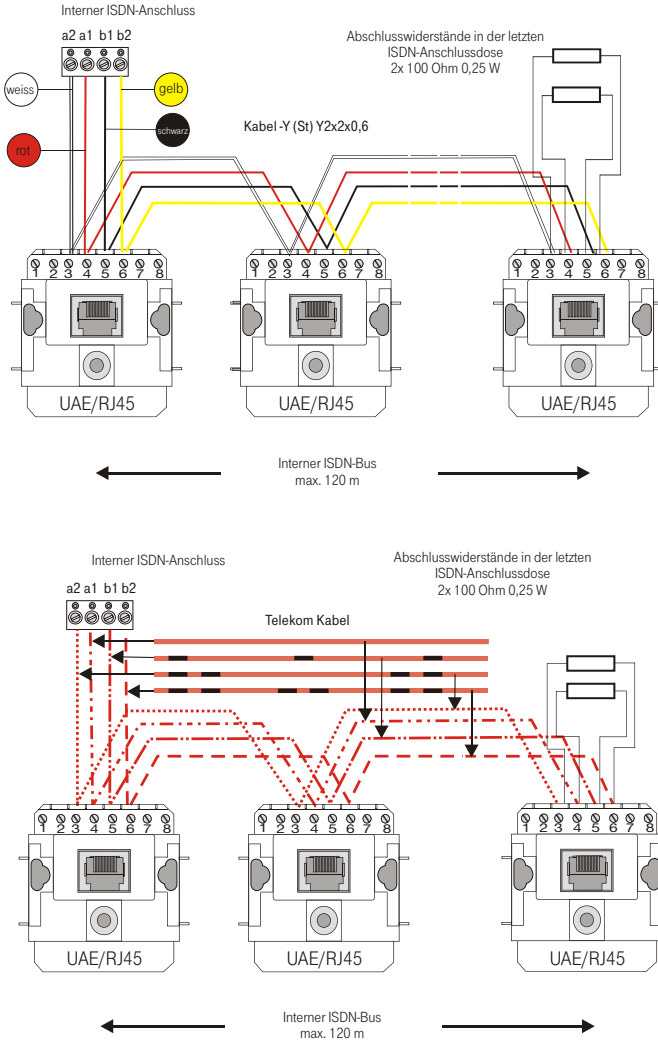 Interner ISDN-Anschluss
a2 a1 b1 b2
weiss
gelb
schwarz
rot
Abschlusswiderstände in der letzten
ISDN-Anschlussdose
2x 100 Ohm 0,25 W
Kabel -Y (St) Y2x2x0,6
1 2 3 4 5 6 7 8
1 2 3 4 5 6 7 8
1 2 3 4 5 6 7 8
UAE/RJ45
UAE/RJ45
UAE/RJ45
Interner ISDN-Bus
max. 120 m
Interner ISDN-Anschluss
a2 a1 b1 b2
Abschlusswiderstände in der letzten
ISDN-Anschlussdose
2x 100 Ohm 0,25 W
Telekom Kabel
1 2 3 4 5 6 7 8
1 2 3 4 5 6 7 8
1 2 3 4 5 6 7 8
UAE/RJ45
UAE/RJ45
UAE/RJ45
Interner ISDN-Bus
max. 120 m